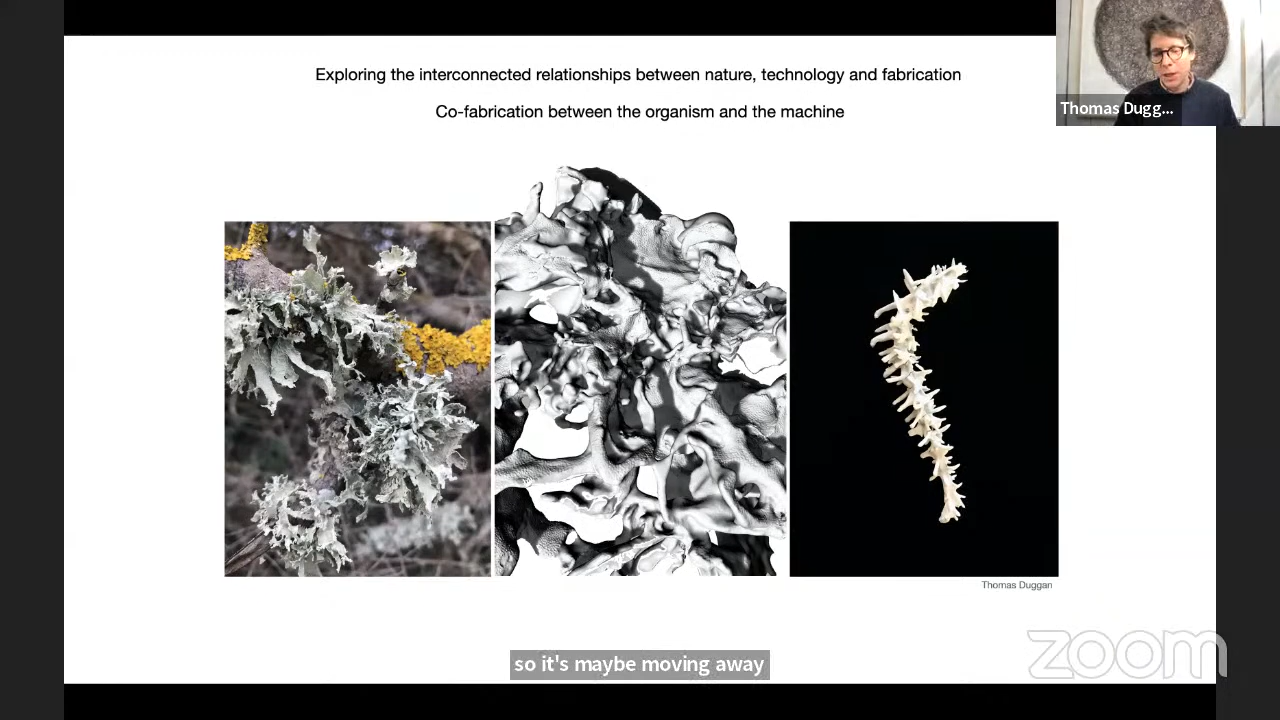 Exploring the interconnected relationships between nature, technology and fabrication
Co-fabrication between the organism and the machine
Thomas Dugg...
Thomas Duggan
so it's maybe moving away
zoom